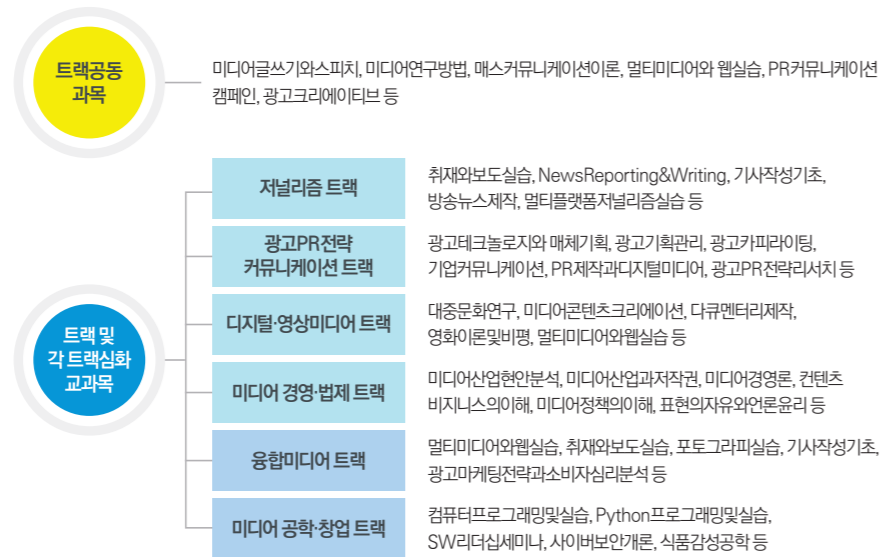 트랙공동
과목
미디어글쓰기와스피치, 미디어연구방법, 매스커뮤니케이션이론, 멀티미디어와 웹실습, PR커뮤니케이션
캠페인, 광고크리에이티브 등
트랙 및
각 트랙심화
교과목
저널리즘 트랙
취재와보도실습, NewsReporting&Writing, 기사작성기초,
방송뉴스제작, 멀티플랫폼저널리즘실습 등
광고PR전략
커뮤니케이션 트랙
광고테크놀로지와 매체기획, 광고기획관리, 광고카피라이팅,
기업커뮤니케이션, PR제작과디지털미디어, 광고PR전략리서치 등
디지털·영상미디어 트랙
대중문화연구, 미디어콘텐츠크리에이션, 다큐멘터리제작,
영화이론및비평, 멀티미디어와웹실습 등
미디어 경영·법제 트랙
미디어산업현안분석, 미디어산업과저작권, 미디어경영론, 컨텐츠
비지니스의이해, 미디어정책의이해, 표현의자유와언론윤리 등
융합미디어 트랙
멀티미디어와웹실습, 취재와보도실습, 포토그라피실습, 기사작성기초,
광고마케팅전략과소비자심리분석 등
미디어 공학·창업 트랙
컴퓨터프로그래밍및실습, Python프로그래밍및실습,
SW리더십세미나, 사이버보안개론, 식품감성공학 등